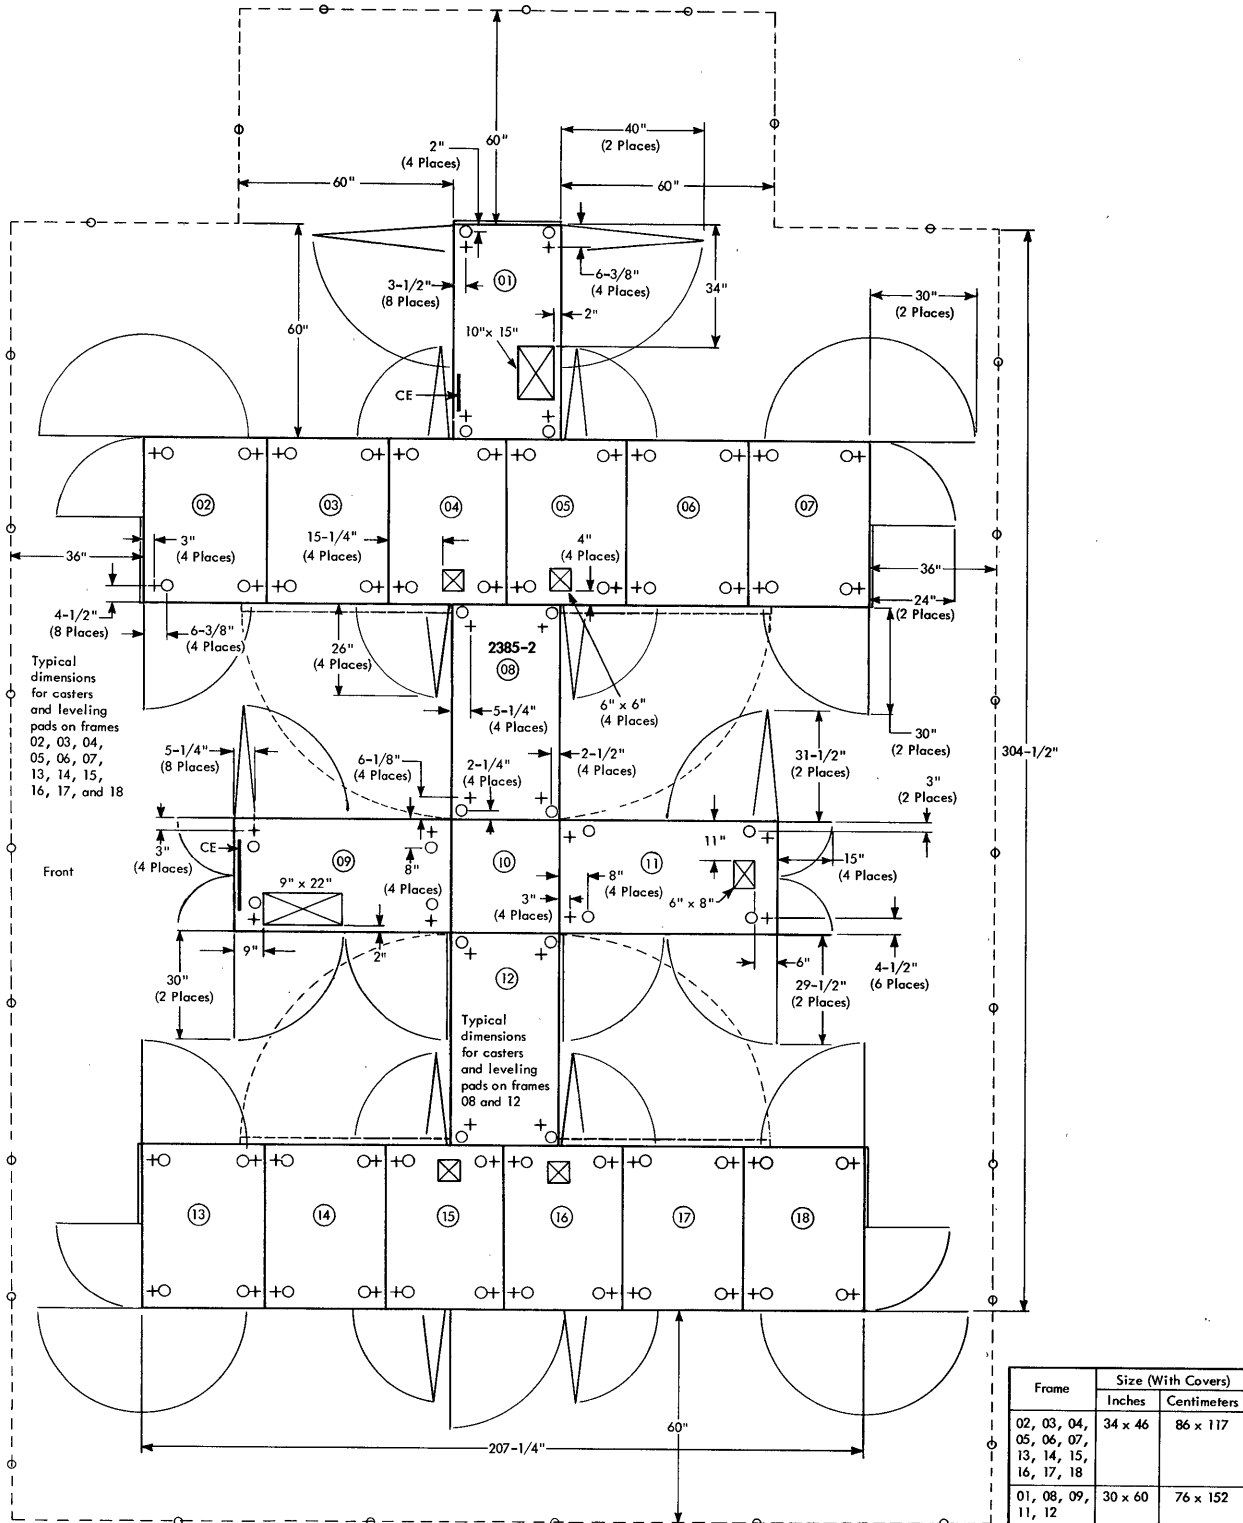 60"
2"
(4 Places)
40"
(2 Places)
60"
60"
3-1/2"
(8 Places)
01
6-3/8"
(4 Places)
34"
30"
(2 Places)
60"
10"x 15"
2"
CE
02
03
04
05
06
07
3"
(4 Places)
15-1/4"
(4 Places)
4"
(4 Places)
36"
36"
4-1/2"
(8 Places)
6-3/8"
(4 Places)
24"
(2 Places)
26"
(4 Places)
2385-2
08
Typical
dimensions
for casters
and leveling
pads on frames
02, 03, 04,
05, 06, 07,
13, 14, 15,
16, 17, and 18
5-1/4"
(4 Places)
6" x 6"
(4 Places)
30"
(2 Places)
304-1/2"
5-1/4"
(8 Places)
6-1/8"
(4 Places)
2-1/4"
(4 Places)
2-1/2"
(4 Places)
31-1/2"
(2 Places)
3"
(2 Places)
3"
(4 Places)
CE
09
8"
(4 Places)
10
11
11"
15"
(4 Places)
Front
9" x 22"
8"
(4 Places)
3"
(4 Places)
6" x 8"
9"
2"
6"
4-1/2"
(6 Places)
30"
(2 Places)
29-1/2"
(2 Places)
12
Typical
dimensions
for casters
and leveling
pads on frames
08 and 12
13
14
15
16
17
18
60"
207-1/4"
Frame
Size (With Covers)
Inches
Centimeters
02, 03, 04, 34 x 46 86 x 117
05, 06, 07,
13, 14, 15,
16, 17, 18
01, 08, 09, 30 x 60 76 x 152
11, 12